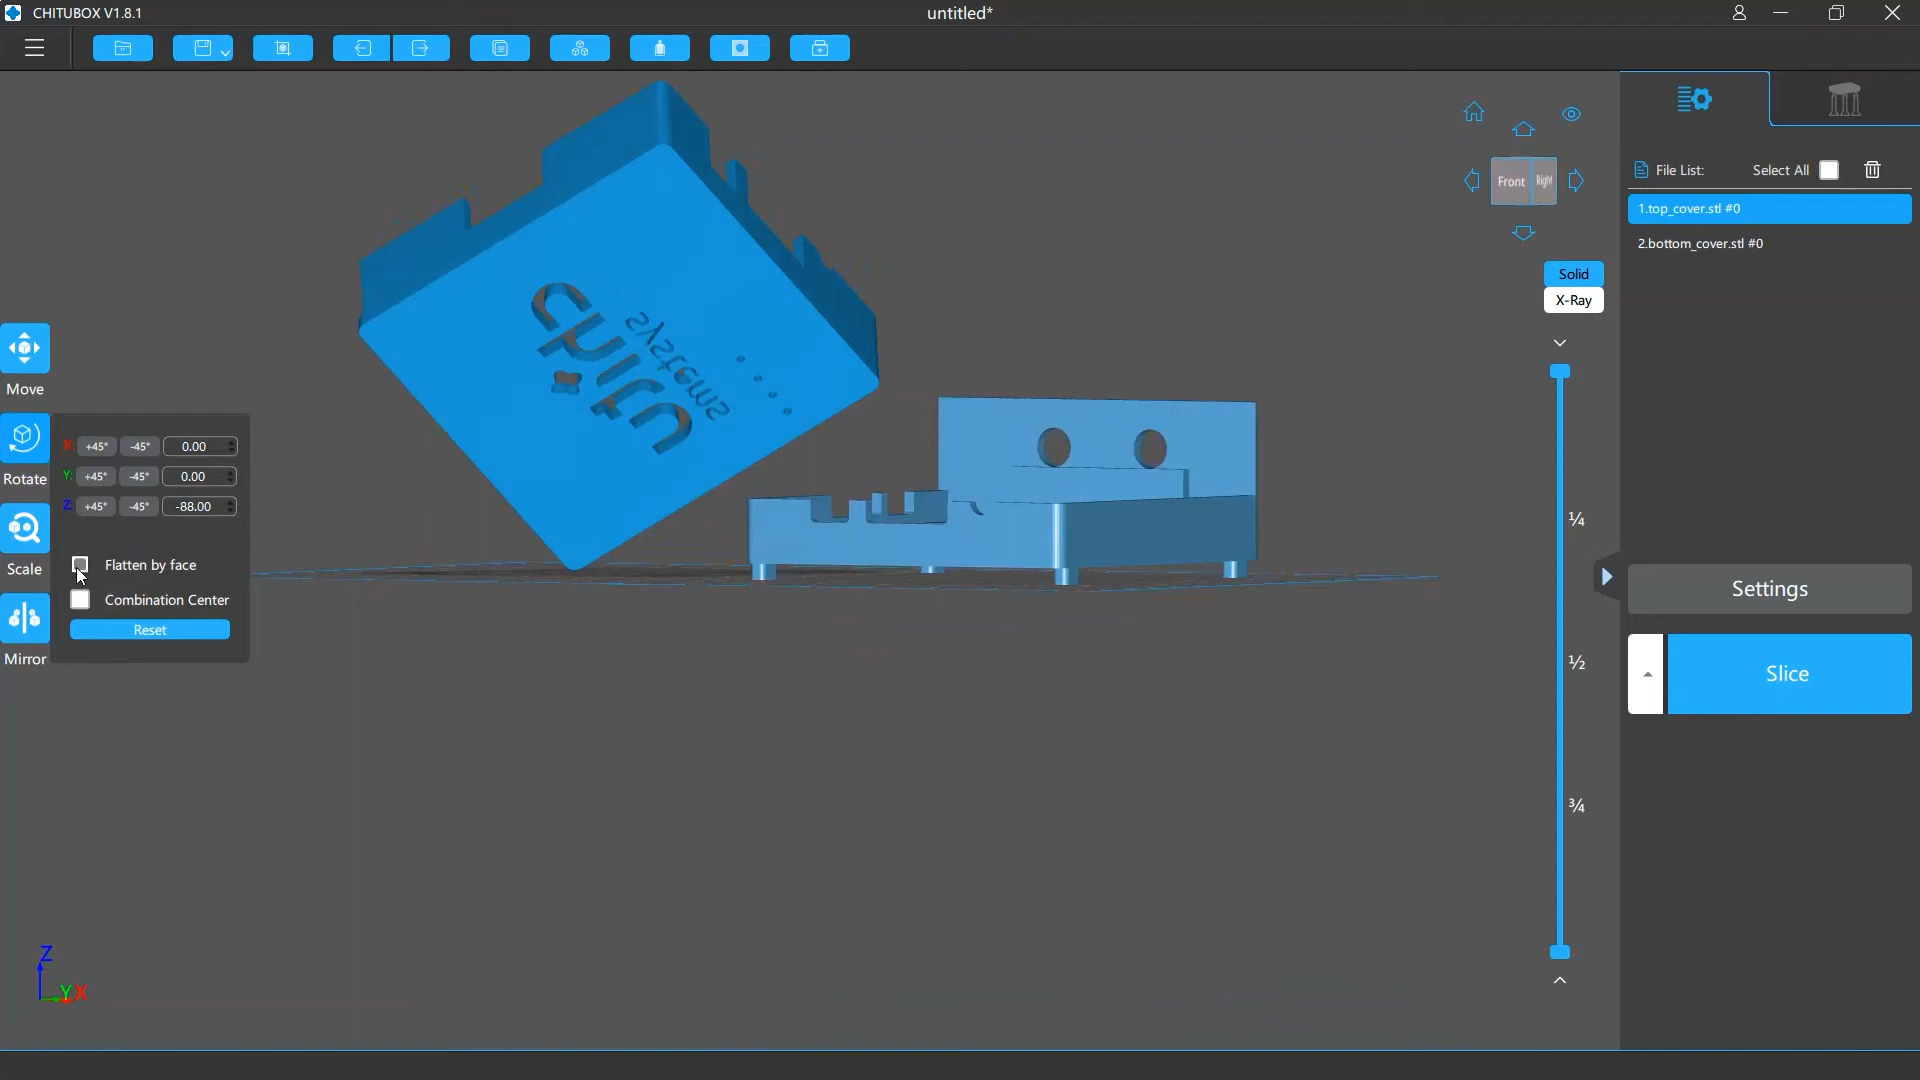 CHITUBOX V1.8.1
untitled*
Front
Right
File List:
Select All
1.top_cover.stl #0
2.bottom_cover.stl #0
Solid
X-Ray
chitu
systems
Move
X: +45° -45° 0.00
Rotate
Y: +45° -45° 0.00
Z: +45° -45° -88.00
¼
Scale
Flatten by face
Combination Center
Reset
Mirror
Settings
½
Slice
¾
Z
Y X